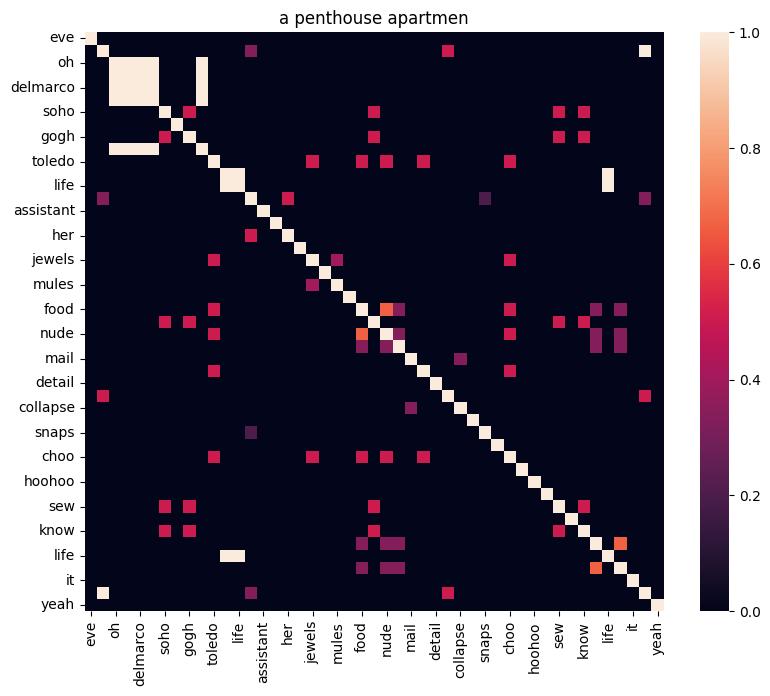 a penthouse apartmen
eve
oh
delmarco
soho
gogh
toledo
life
assistant
her
jewels
mules
food
nude
mail
detail
collapse
snaps
choo
hoohoo
sew
know
life
it
yeah
eve
oh
delmarco
soho
gogh
toledo
life
assistant
her
jewels
mules
food
nude
mail
detail
collapse
snaps
choo
hoohoo
sew
know
life
it
yeah
1.0
0.8
0.6
0.4
0.2
0.0